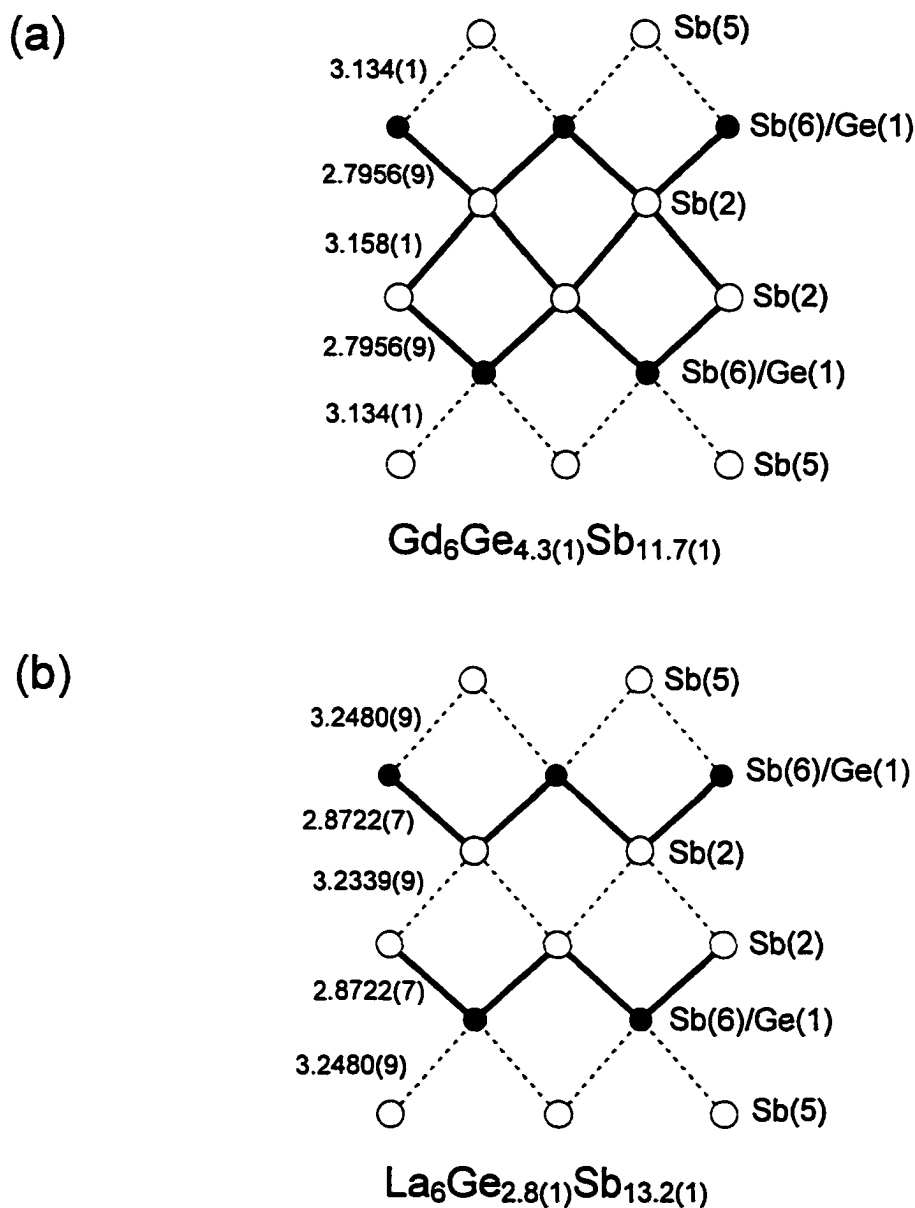 (a)
Sb(5)
3.134(1)
Sb(6)/Ge(1)
2.7956(9)
Sb(2)
3.158(1)
Sb(2)
2.7956(9)
Sb(6)/Ge(1)
3.134(1)
Sb(5)
Gd₆Ge₄.₃₍₁₎Sb₁₁.₇₍₁₎
(b)
Sb(5)
3.2480(9)
Sb(6)/Ge(1)
2.8722(7)
Sb(2)
3.2339(9)
Sb(2)
2.8722(7)
Sb(6)/Ge(1)
3.2480(9)
Sb(5)
La₆Ge₂.₈₍₁₎Sb₁₃.₂₍₁₎